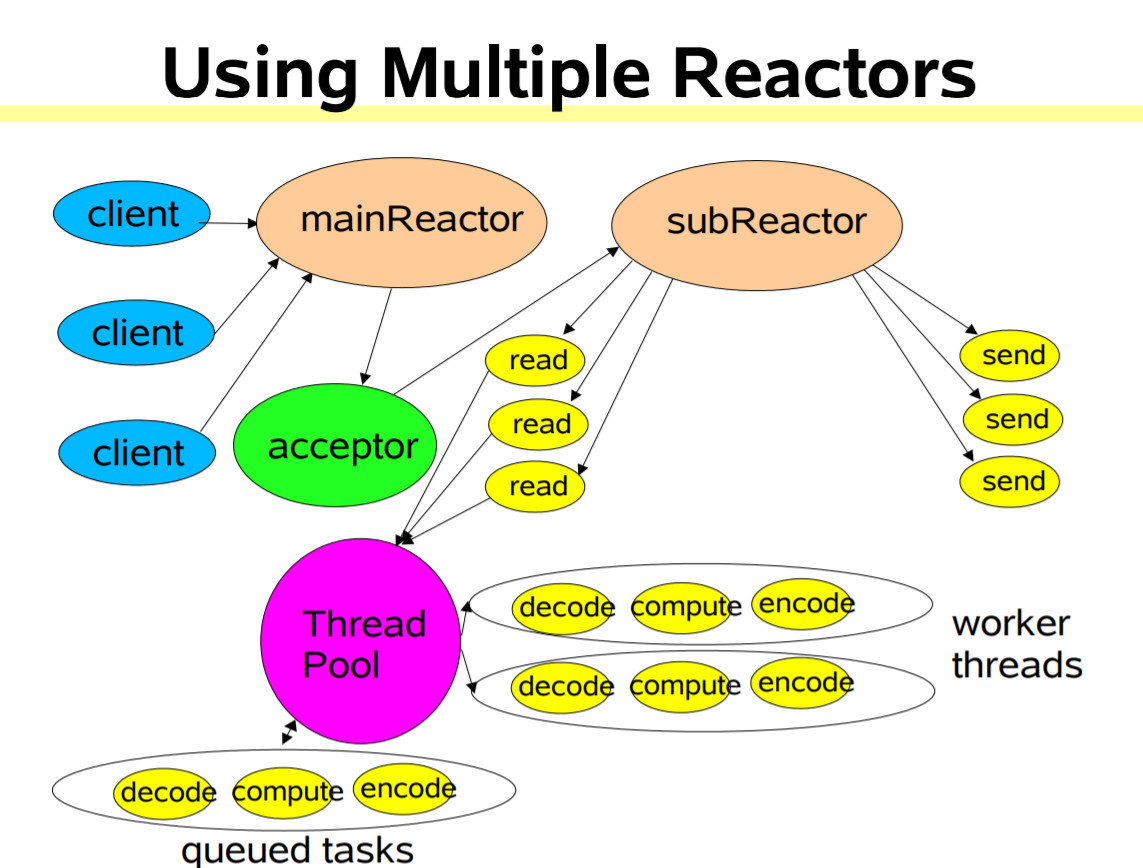 Using Multiple Reactors
client
mainReactor
subReactor
client
client
acceptor
read
read
read
send
send
send
Thread
Pool
decode compute encode
decode compute encode
worker
threads
decode compute encode
queued tasks